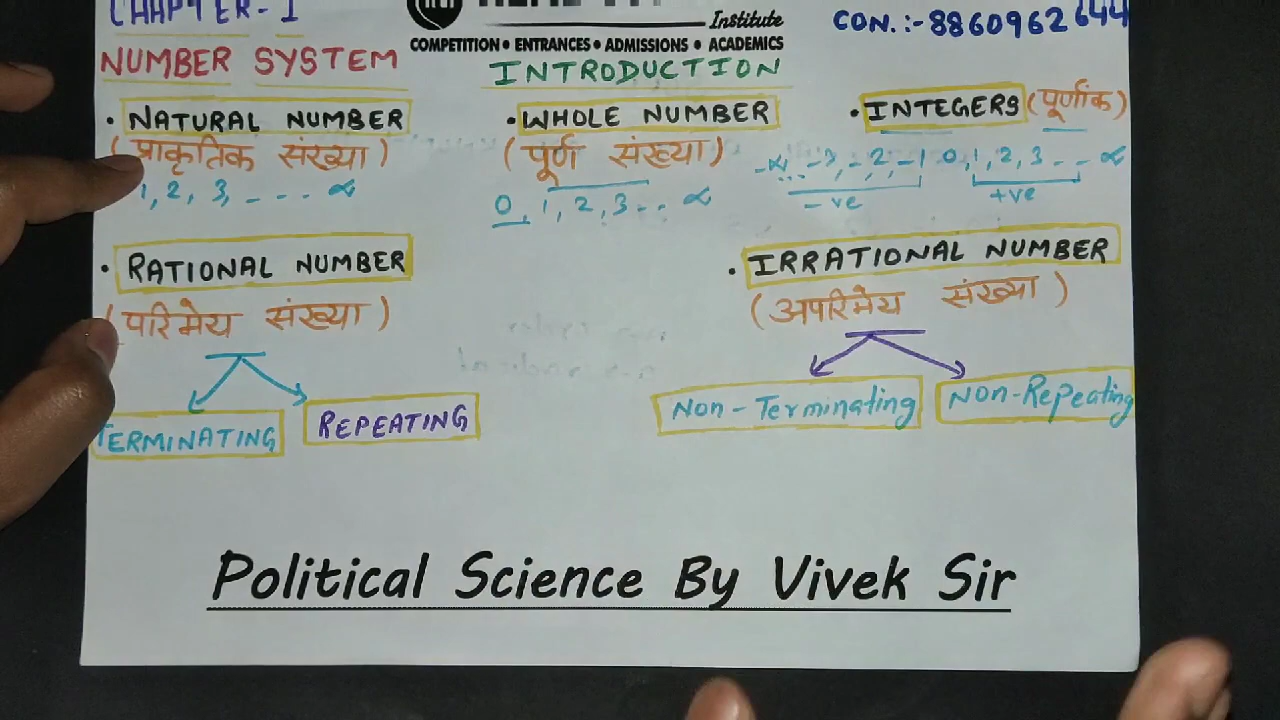 CHAPTER-1
Institute
CON.:-8860962644
COMPETITION • ENTRANCES • ADMISSIONS • ACADEMICS
NUMBER SYSTEM
INTRODUCTION
• NATURAL NUMBER
(प्राकृतिक संख्या)
1, 2, 3, - - - - ∝
• WHOLE NUMBER
(पूर्ण संख्या)
0, 1, 2, 3 - - . ∝
• INTEGERS (पूर्णांक)
-∝, -3, -2, -1 0, 1, 2, 3 - - - ∝
-ve +ve
• RATIONAL NUMBER
(परिमेय संख्या)
TERMINATING REPEATING
• IRRATIONAL NUMBER
(अपरिमेय संख्या)
Non-Terminating Non-Repeating
Political Science By Vivek Sir